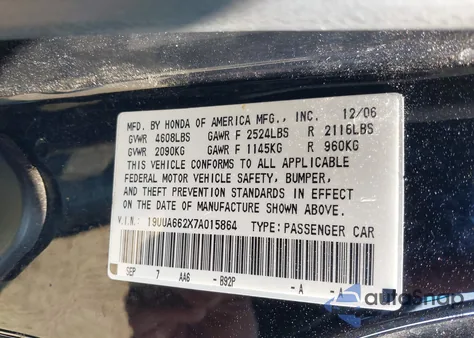 MFD. BY HONDA OF AMERICA MFG., INC. 12/06
GVWR 4608LBS GAWR F 2524LBS R 2116LBS
GVWR 2090KG GAWR F 1145KG R 960KG
THIS VEHICLE CONFORMS TO ALL APPLICABLE
FEDERAL MOTOR VEHICLE SAFETY, BUMPER,
AND THEFT PREVENTION STANDARDS IN EFFECT
ON THE DATE OF MANUFACTURE SHOWN ABOVE.
V.I.N.: 19UUA662X7A015864 TYPE: PASSENGER CAR
SEP 7 AA6 - B92P - A - A
AutoSnap